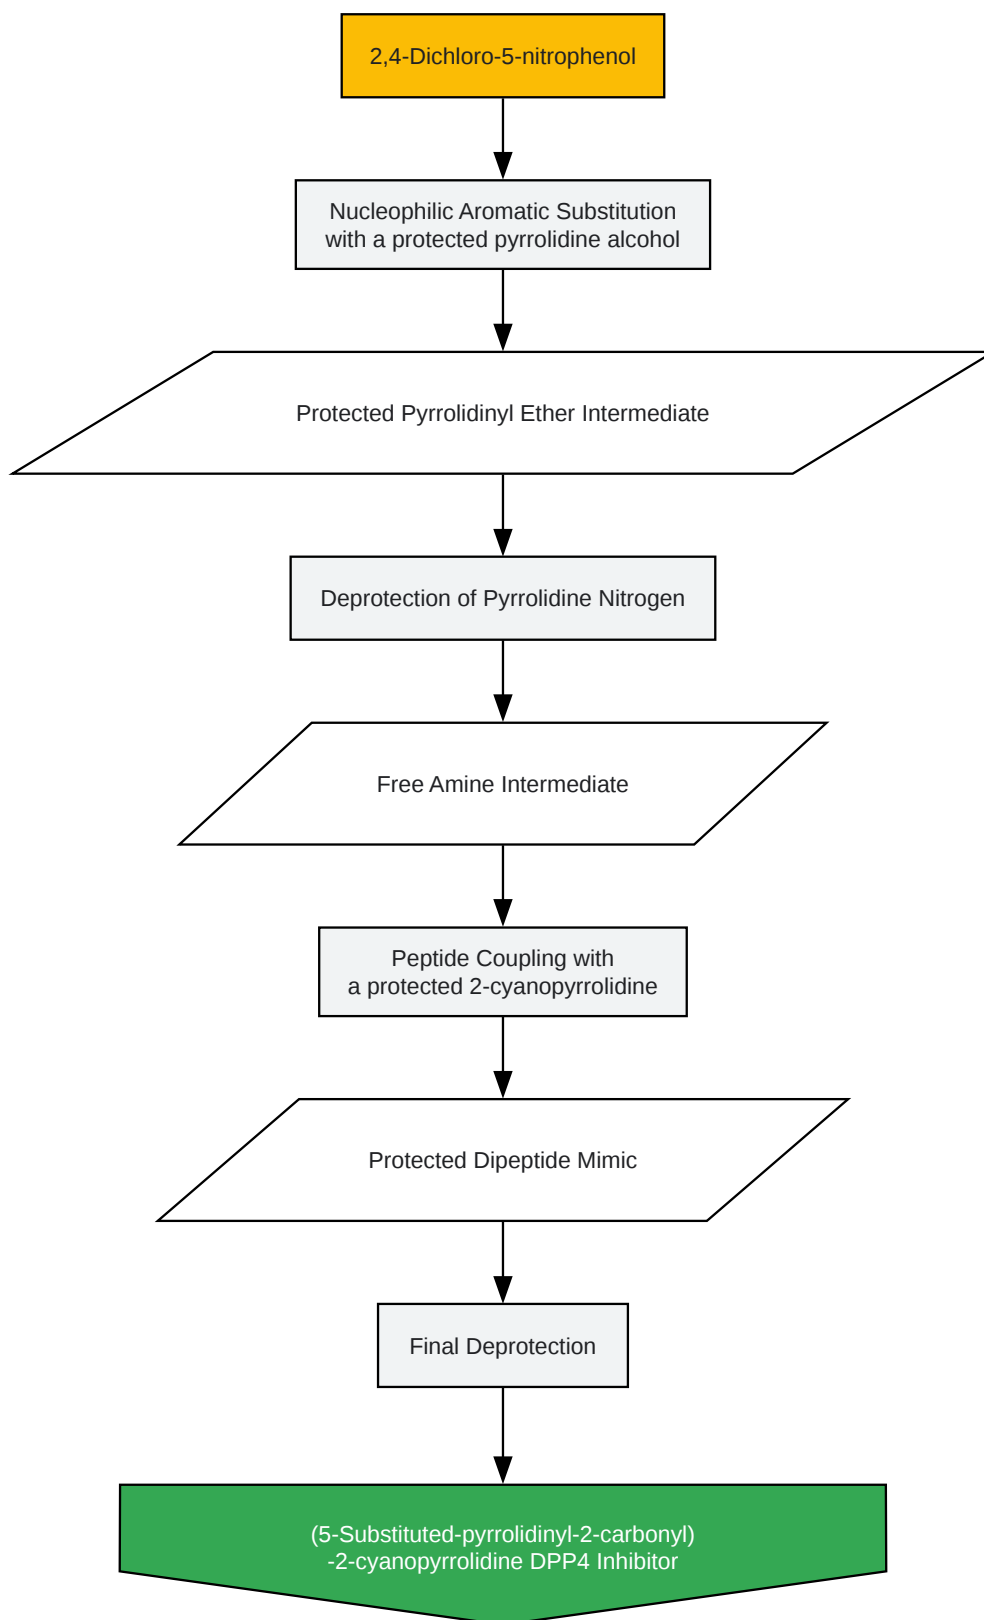 2,4-Dichloro-5-nitrophenol
Nucleophilic Aromatic Substitution
with a protected pyrrolidine alcohol
Protected Pyrrolidinyl Ether Intermediate
Deprotection of Pyrrolidine Nitrogen
Free Amine Intermediate
Peptide Coupling with
a protected 2-cyanopyrrolidine
Protected Dipeptide Mimic
Final Deprotection
(5-Substituted-pyrrolidinyl-2-carbonyl)
-2-cyanopyrrolidine DPP4 Inhibitor